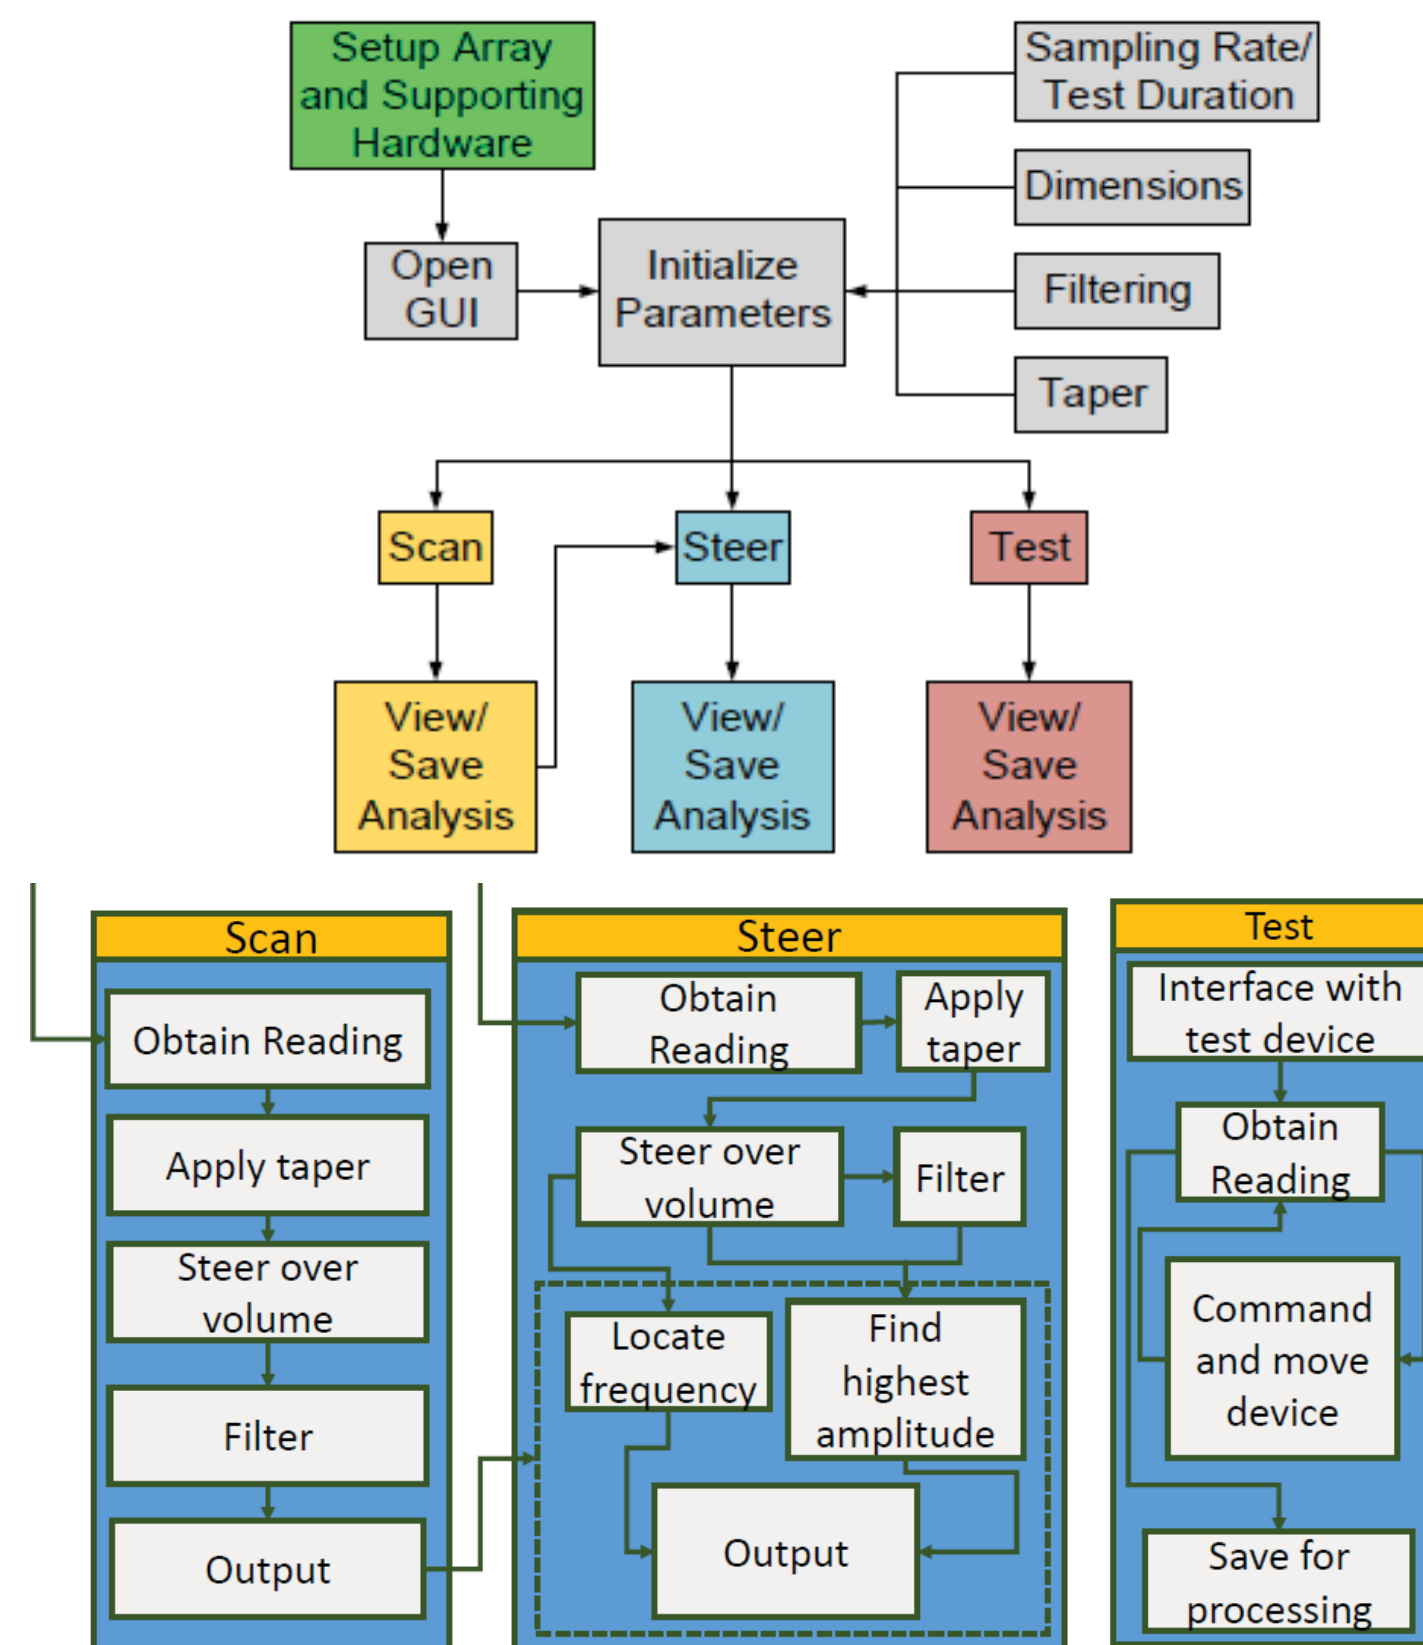 Setup Array
and Supporting
Hardware
Sampling Rate/
Test Duration
Dimensions
Open
GUI
Initialize
Parameters
Filtering
Taper
Scan
Steer
Test
View/
Save
Analysis
View/
Save
Analysis
View/
Save
Analysis
Scan
Obtain Reading
Apply taper
Steer over
volume
Filter
Output
Steer
Obtain
Reading
Apply
taper
Steer over
volume
Filter
Locate
frequency
Find
highest
amplitude
Output
Test
Interface with
test device
Obtain
Reading
Command
and move
device
Save for
processing